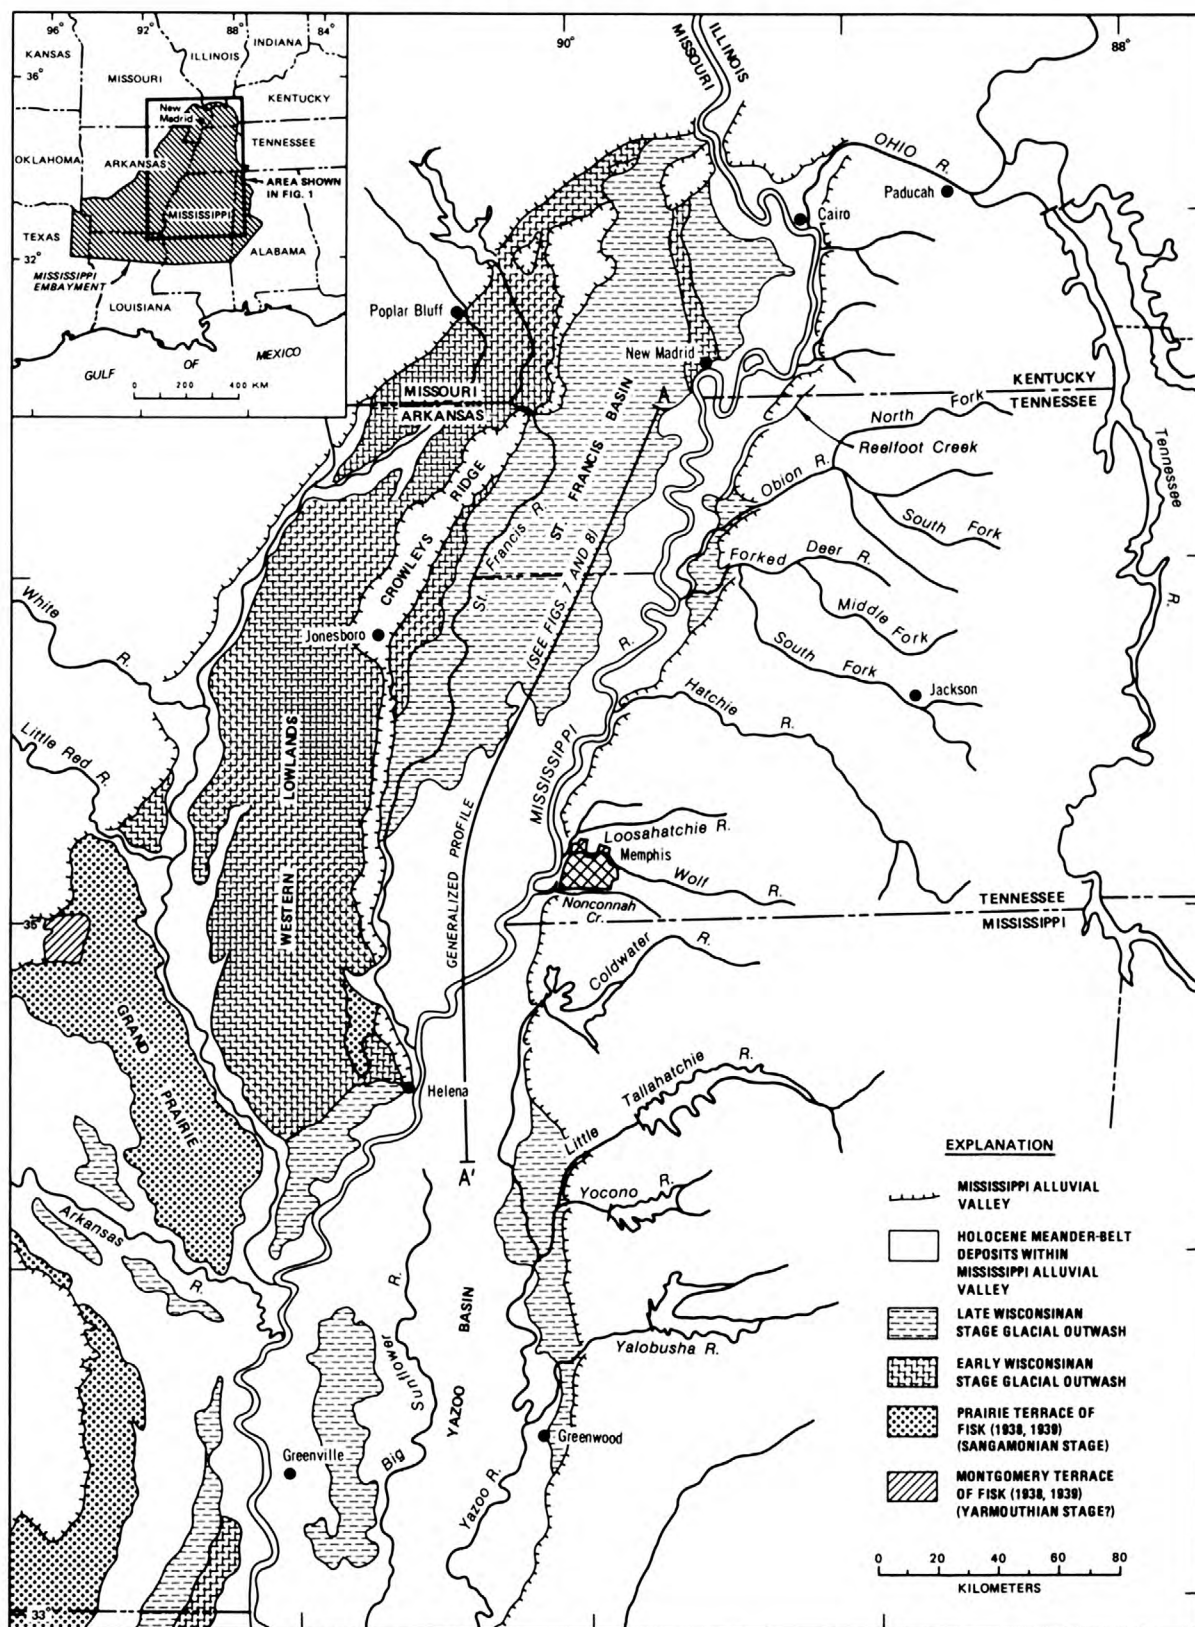 96° 92° 88° 84°
KANSAS
36°
MISSOURI
ILLINOIS
INDIANA
New
Madrid
KENTUCKY
OKLAHOMA
ARKANSAS
TENNESSEE
AREA SHOWN
IN FIG. 1
MISSISSIPPI
TEXAS
32°
ALABAMA
MISSISSIPPI
EMBAYMENT
LOUISIANA
GULF OF MEXICO
0 200 400 KM
90° 88°
MISSOURI
ILLINOIS
OHIO R.
Paducah
Cairo
Poplar Bluff
New Madrid
MISSOURI
ARKANSAS
KENTUCKY
TENNESSEE
A
North Fork
Reelfoot Creek
Obion R.
South Fork
Tennessee R.
CROWLEYS RIDGE
ST FRANCIS BASIN
St. Francis R.
(SEE FIGS. 7 AND 8)
Forked Deer R.
Middle Fork
South Fork
Jackson
White R.
Jonesboro
Hatchie R.
Little Red R.
WESTERN LOWLANDS
MISSISSIPPI R.
GENERALIZED PROFILE
Loosahatchie R.
Memphis
Wolf R.
Nonconnah
Cr.
TENNESSEE
MISSISSIPPI
35°
Coldwater R.
GRAND PRAIRIE
Helena
Little Tallahatchie R.
A'
Yocono R.
Arkansas R.
Big Sunflower R.
YAZOO BASIN
Yalobusha R.
Greenwood
Greenville
Yazoo R.
33°
EXPLANATION
MISSISSIPPI ALLUVIAL
VALLEY
HOLOCENE MEANDER-BELT
DEPOSITS WITHIN
MISSISSIPPI ALLUVIAL
VALLEY
LATE WISCONSINAN
STAGE GLACIAL OUTWASH
EARLY WISCONSINAN
STAGE GLACIAL OUTWASH
PRAIRIE TERRACE OF
FISK (1938, 1939)
(SANGAMONIAN STAGE)
MONTGOMERY TERRACE
OF FISK (1938, 1939)
(YARMOUTHIAN STAGE?)
0 20 40 60 80
KILOMETERS